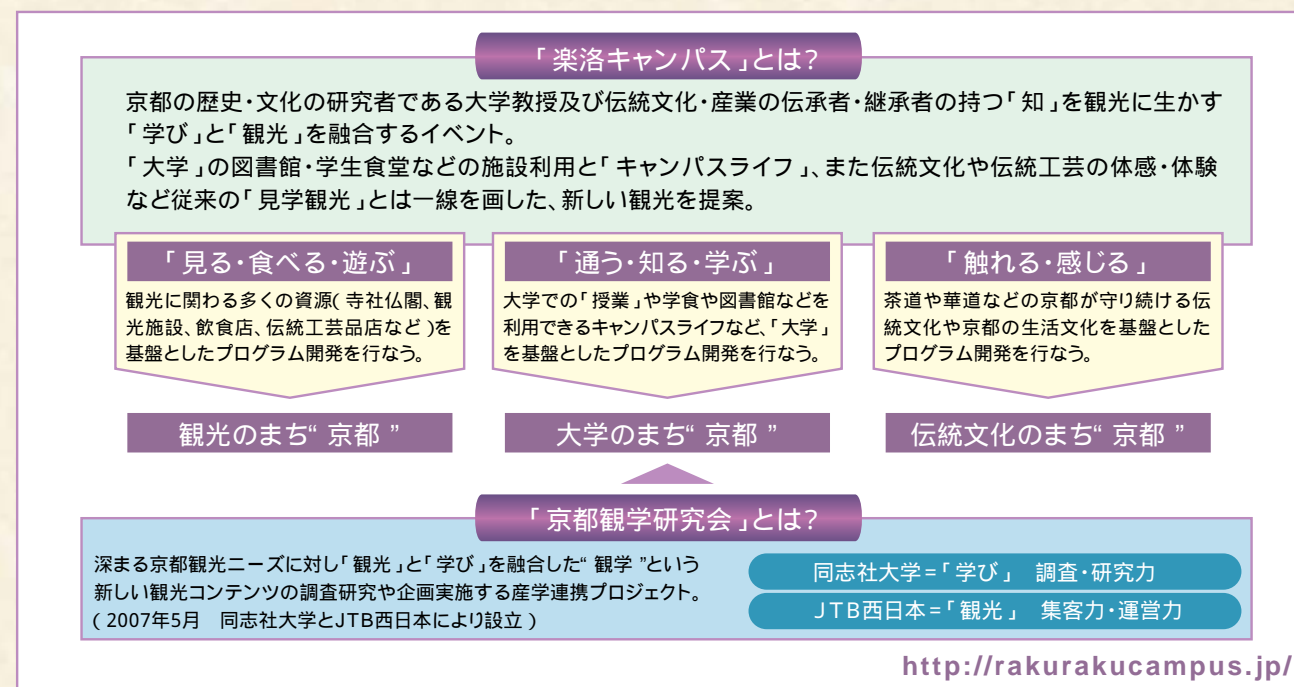 「楽洛キャンパス」とは?
京都の歴史・文化の研究者である大学教授及び伝統文化・産業の伝承者・継承者の持つ「知」を観光に生かす
「学び」と「観光」を融合するイベント。
「大学」の図書館・学生食堂などの施設利用と「キャンパスライフ」、また伝統文化や伝統工芸の体感・体験
など従来の「見学観光」とは一線を画した、新しい観光を提案。
「見る・食べる・遊ぶ」
観光に関わる多くの資源(寺社仏閣、観
光施設、飲食店、伝統工芸品店など)を
基盤としたプログラム開発を行なう。
観光のまち“京都”
「通う・知る・学ぶ」
大学での「授業」や学食や図書館などを
利用できるキャンパスライフなど、「大学」
を基盤としたプログラム開発を行なう。
大学のまち“京都”
「触れる・感じる」
茶道や華道などの京都が守り続ける伝
統文化や京都の生活文化を基盤とした
プログラム開発を行なう。
伝統文化のまち“京都”
「京都観学研究会」とは?
深まる京都観光ニーズに対し「観光」と「学び」を融合した“観学”という
新しい観光コンテンツの調査研究や企画実施する産学連携プロジェクト。
(2007年5月 同志社大学とJTB西日本により設立)
同志社大学=「学び」 調査・研究力
JTB西日本=「観光」 集客力・運営力
http://rakurakucampus.jp/